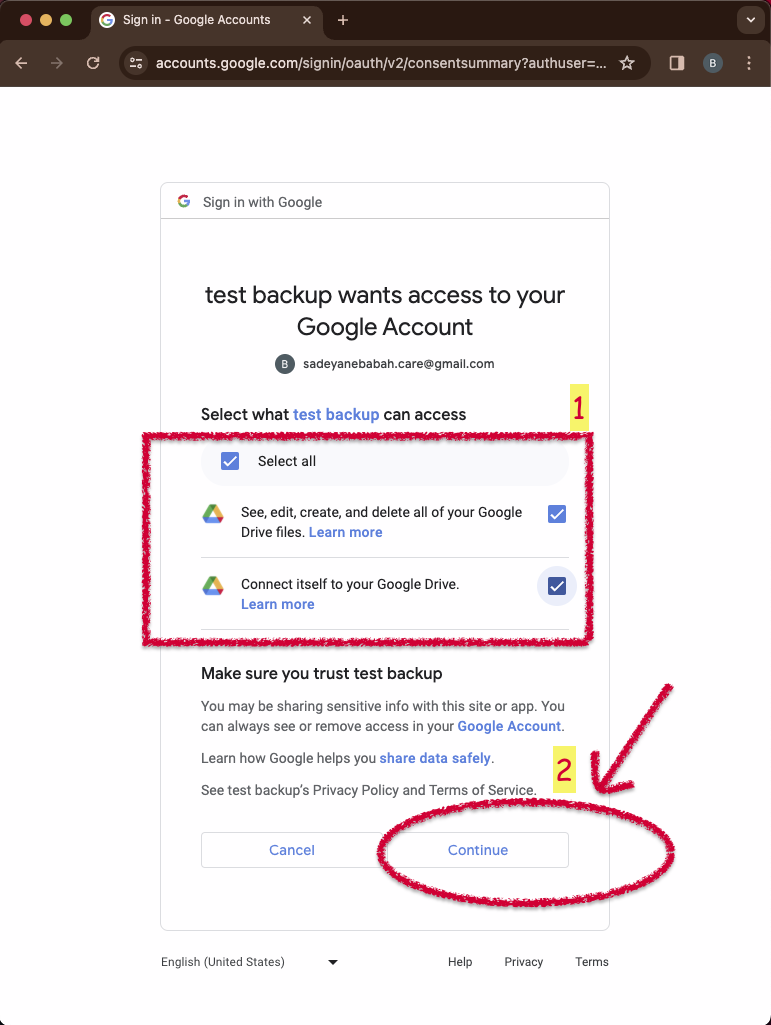 Sign in - Google Accounts
accounts.google.com/signin/oauth/v2/consentsummary?authuser=...
B
Sign in with Google
test backup wants access to your
Google Account
B sadeyanebabah.care@gmail.com
1
Select what test backup can access
Select all
See, edit, create, and delete all of your Google
Drive files. Learn more
Connect itself to your Google Drive.
Learn more
Make sure you trust test backup
You may be sharing sensitive info with this site or app. You
can always see or remove access in your Google Account.
Learn how Google helps you share data safely.
2
See test backup's Privacy Policy and Terms of Service.
Cancel
Continue
English (United States)
Help
Privacy
Terms